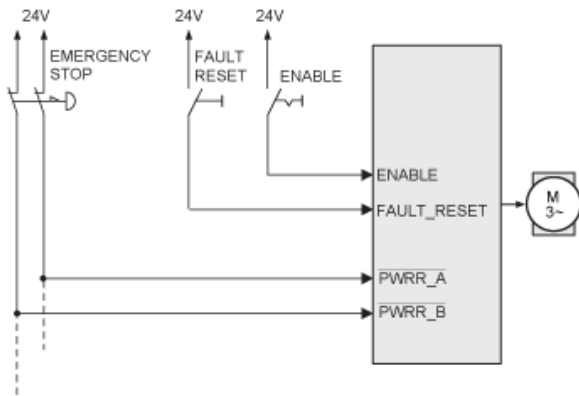 24V
24V
24V
EMERGENCY
STOP
FAULT
RESET
ENABLE
ENABLE
FAULT_RESET
PWRR_A
PWRR_B
M
3~